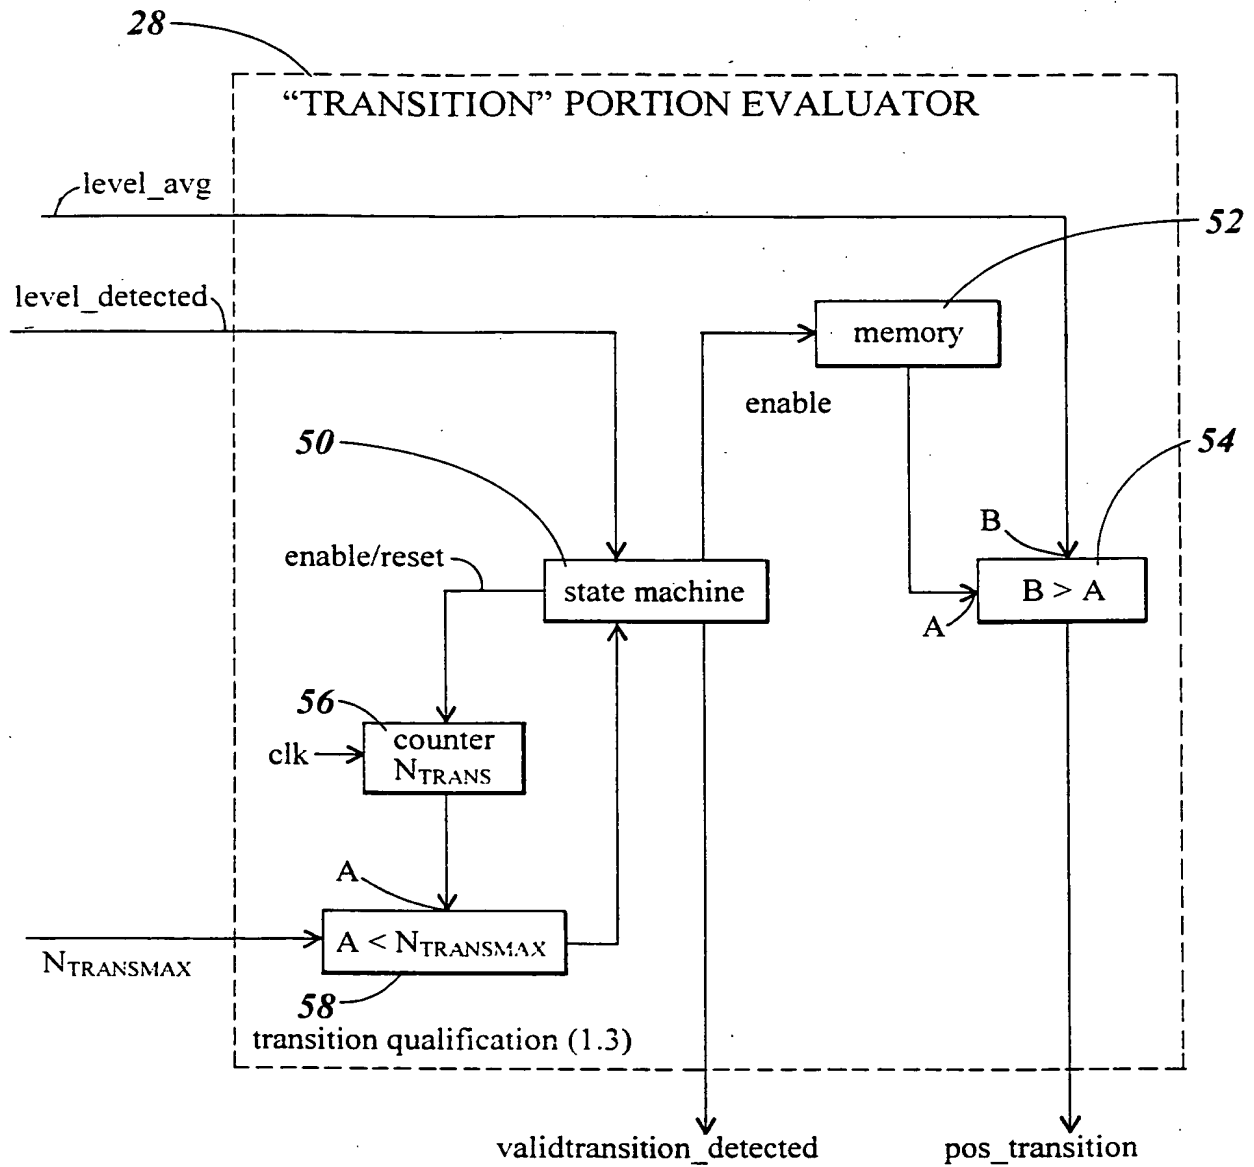 28
“TRANSITION” PORTION EVALUATOR
level_avg
52
level_detected
memory
enable
50
54
B
enable/reset
state machine
B > A
A
56
clk
counter
NTRANS
A
A < NTRANSMAX
NTRANSMAX
58
transition qualification (1.3)
validtransition_detected
pos_transition